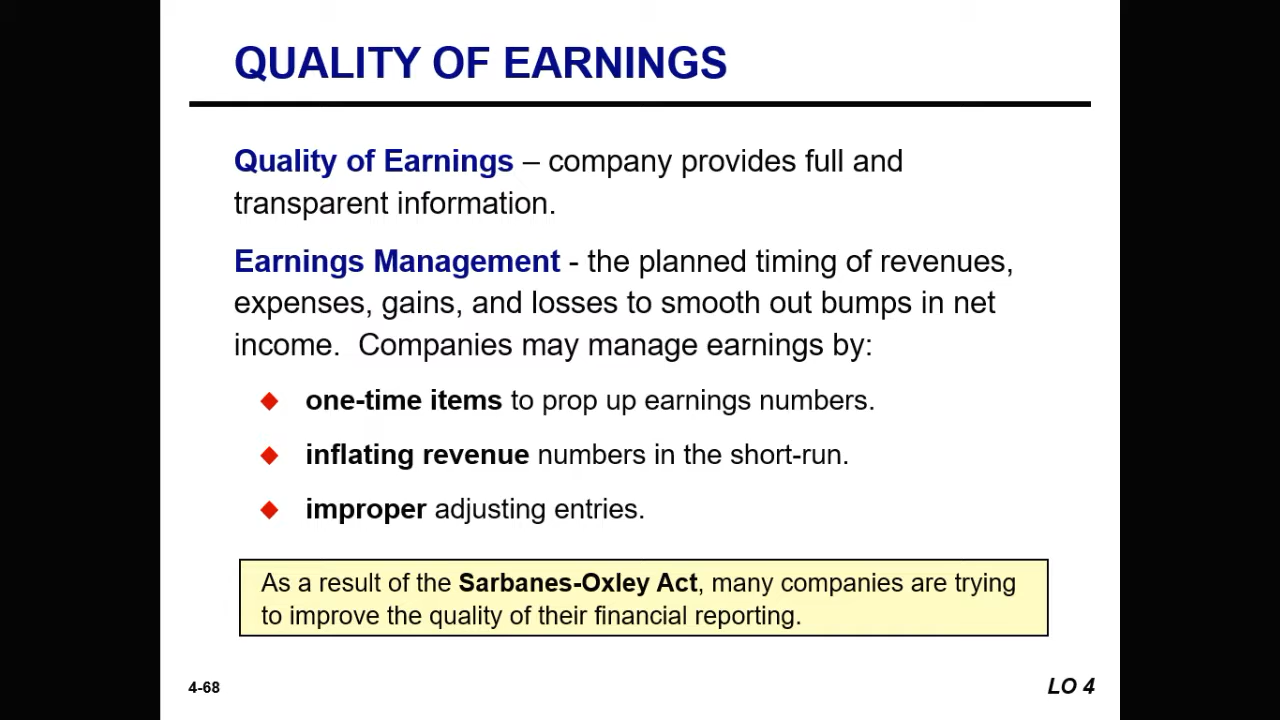 QUALITY OF EARNINGS
Quality of Earnings – company provides full and
transparent information.
Earnings Management - the planned timing of revenues,
expenses, gains, and losses to smooth out bumps in net
income.  Companies may manage earnings by:
one-time items to prop up earnings numbers.
inflating revenue numbers in the short-run.
improper adjusting entries.
As a result of the Sarbanes-Oxley Act, many companies are trying
to improve the quality of their financial reporting.
4-68
LO 4